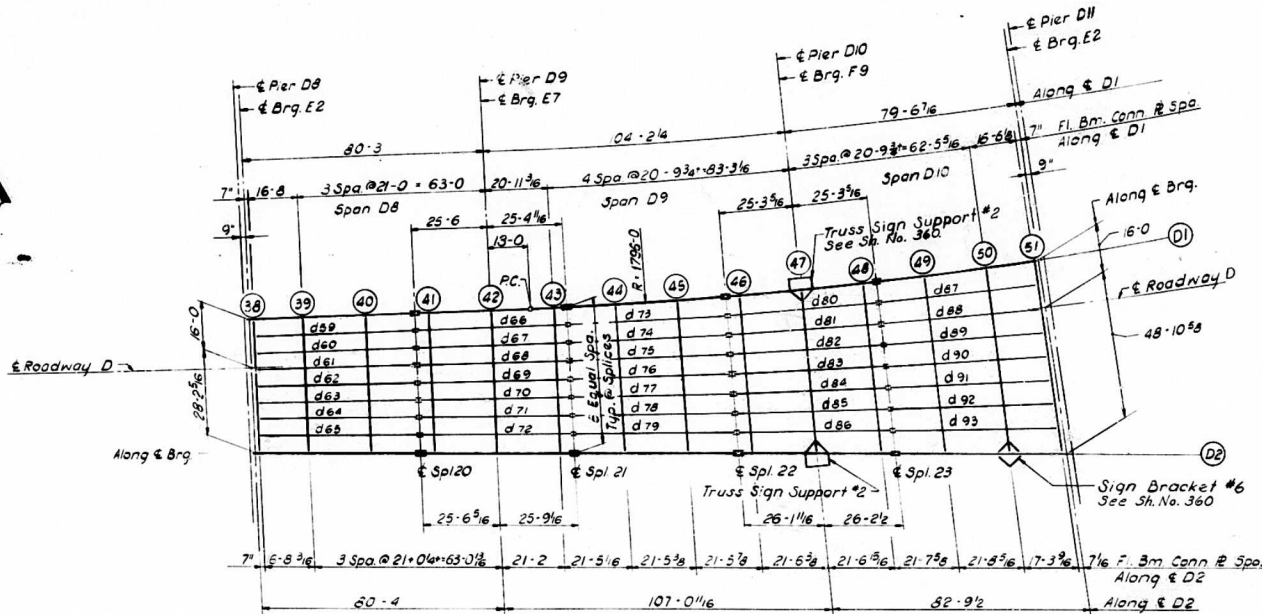 ℄ Pier D11
℄ Brg. E2
℄ Pier D10
℄ Brg. F9
℄ Pier D8
℄ Brg. E2
℄ Pier D9
℄ Brg. E7
Along ℄ D1
79-6 7/16
104-2 1/4
80-3
7" Fl. Bm. Conn. ℞ Spa.
Along ℄ D1
16-6 1/8
3 Spa. @ 20-9 3/4+=62-5 5/16
4 Spa. @ 20-9 3/4+=83-3 1/16
7" 16-8 3 Spa. @ 21-0 = 63-0 20-11 3/16
Span D8
Span D9
Span D10
9"
25-3 5/16 25-3 5/16
Along ℄ Brg.
9"
25-6 25-4 11/16
13-0
P.C.
R = 1796-0
Truss Sign Support #2
See Sh. No. 360
16-0
D1
38 39 40 41 42 43 44 45 46 47 48 49 50 51
℄ Roadway D
48-10 5/8
16-0
℄ Roadway D
28-2 5/16
d59 d66 d73 d80 d87
d60 d67 d74 d81 d88
d61 d68 d75 d82 d89
d62 d69 d76 d83 d90
d63 d70 d77 d84 d91
d64 d71 d78 d85 d92
d65 d72 d79 d86 d93
Equal Spa.
Typ. @ Splices
Along ℄ Brg.
D2
℄ Spl 20
℄ Spl. 21
℄ Spl. 22
℄ Spl. 23
Truss Sign Support #2
Sign Bracket #6
See Sh. No. 360
25-6 5/16 25-9 1/16 26-1 11/16 26-2 1/2
7" 6-8 3/16 3 Spa. @ 21+0 1/4+=63-0 13/16 21-2 21-5 1/16 21-5 3/8 21-5 7/8 21-6 3/8 21-6 15/16 21-7 5/8 21-8 5/16 17-3 9/16 7 1/16 Fl. Bm. Conn ℞ Spa.
Along ℄ D2
80-4 107-0 11/16 82-9 1/2 Along ℄ D2